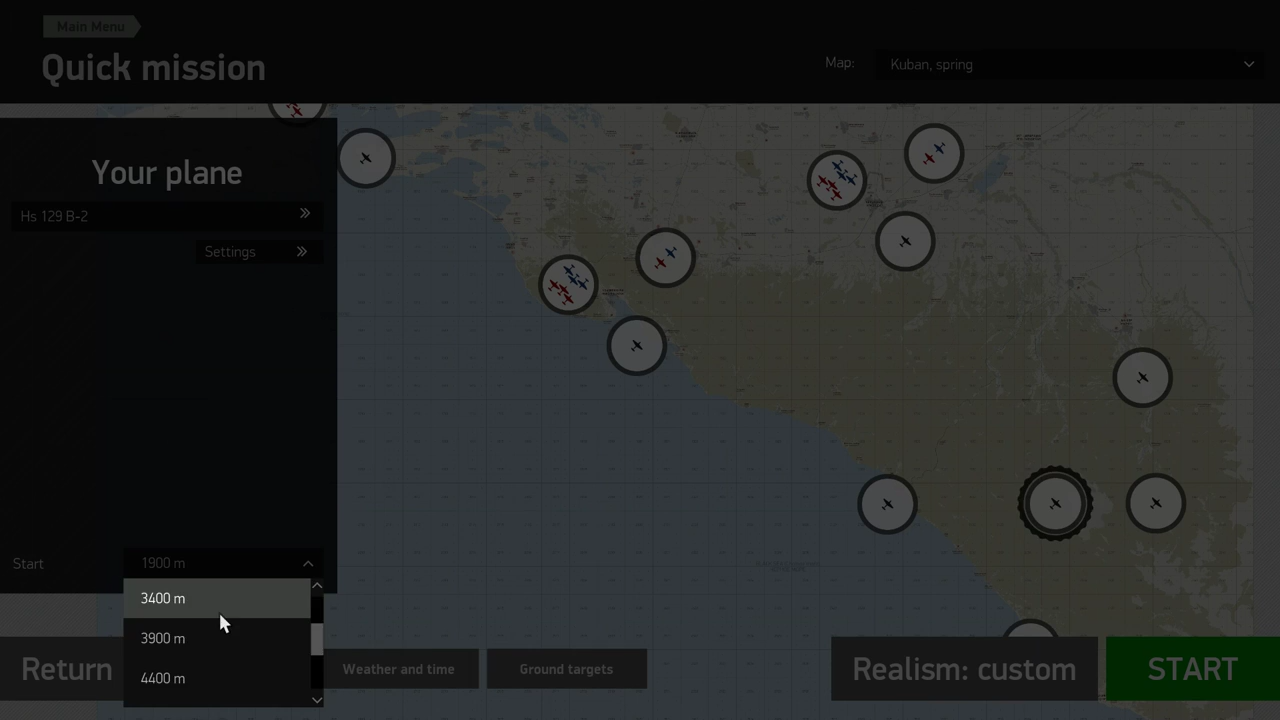 Main Menu
Quick mission
Map:
Kuban, spring
Your plane
Hs 129 B-2
Settings
Start
1900 m
3400 m
3900 m
4400 m
Return
Weather and time
Ground targets
Realism: custom
START